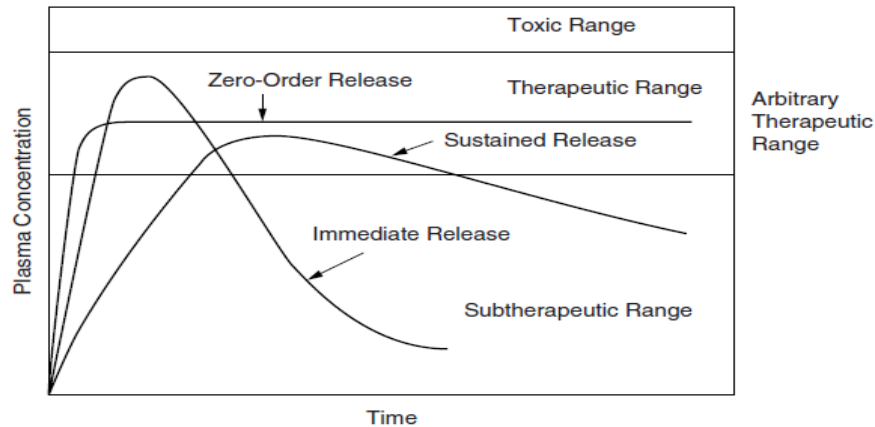 Toxic Range
Zero-Order Release
Therapeutic Range
Arbitrary
Therapeutic
Range
Sustained Release
Plasma Concentration
Immediate Release
Subtherapeutic Range
Time